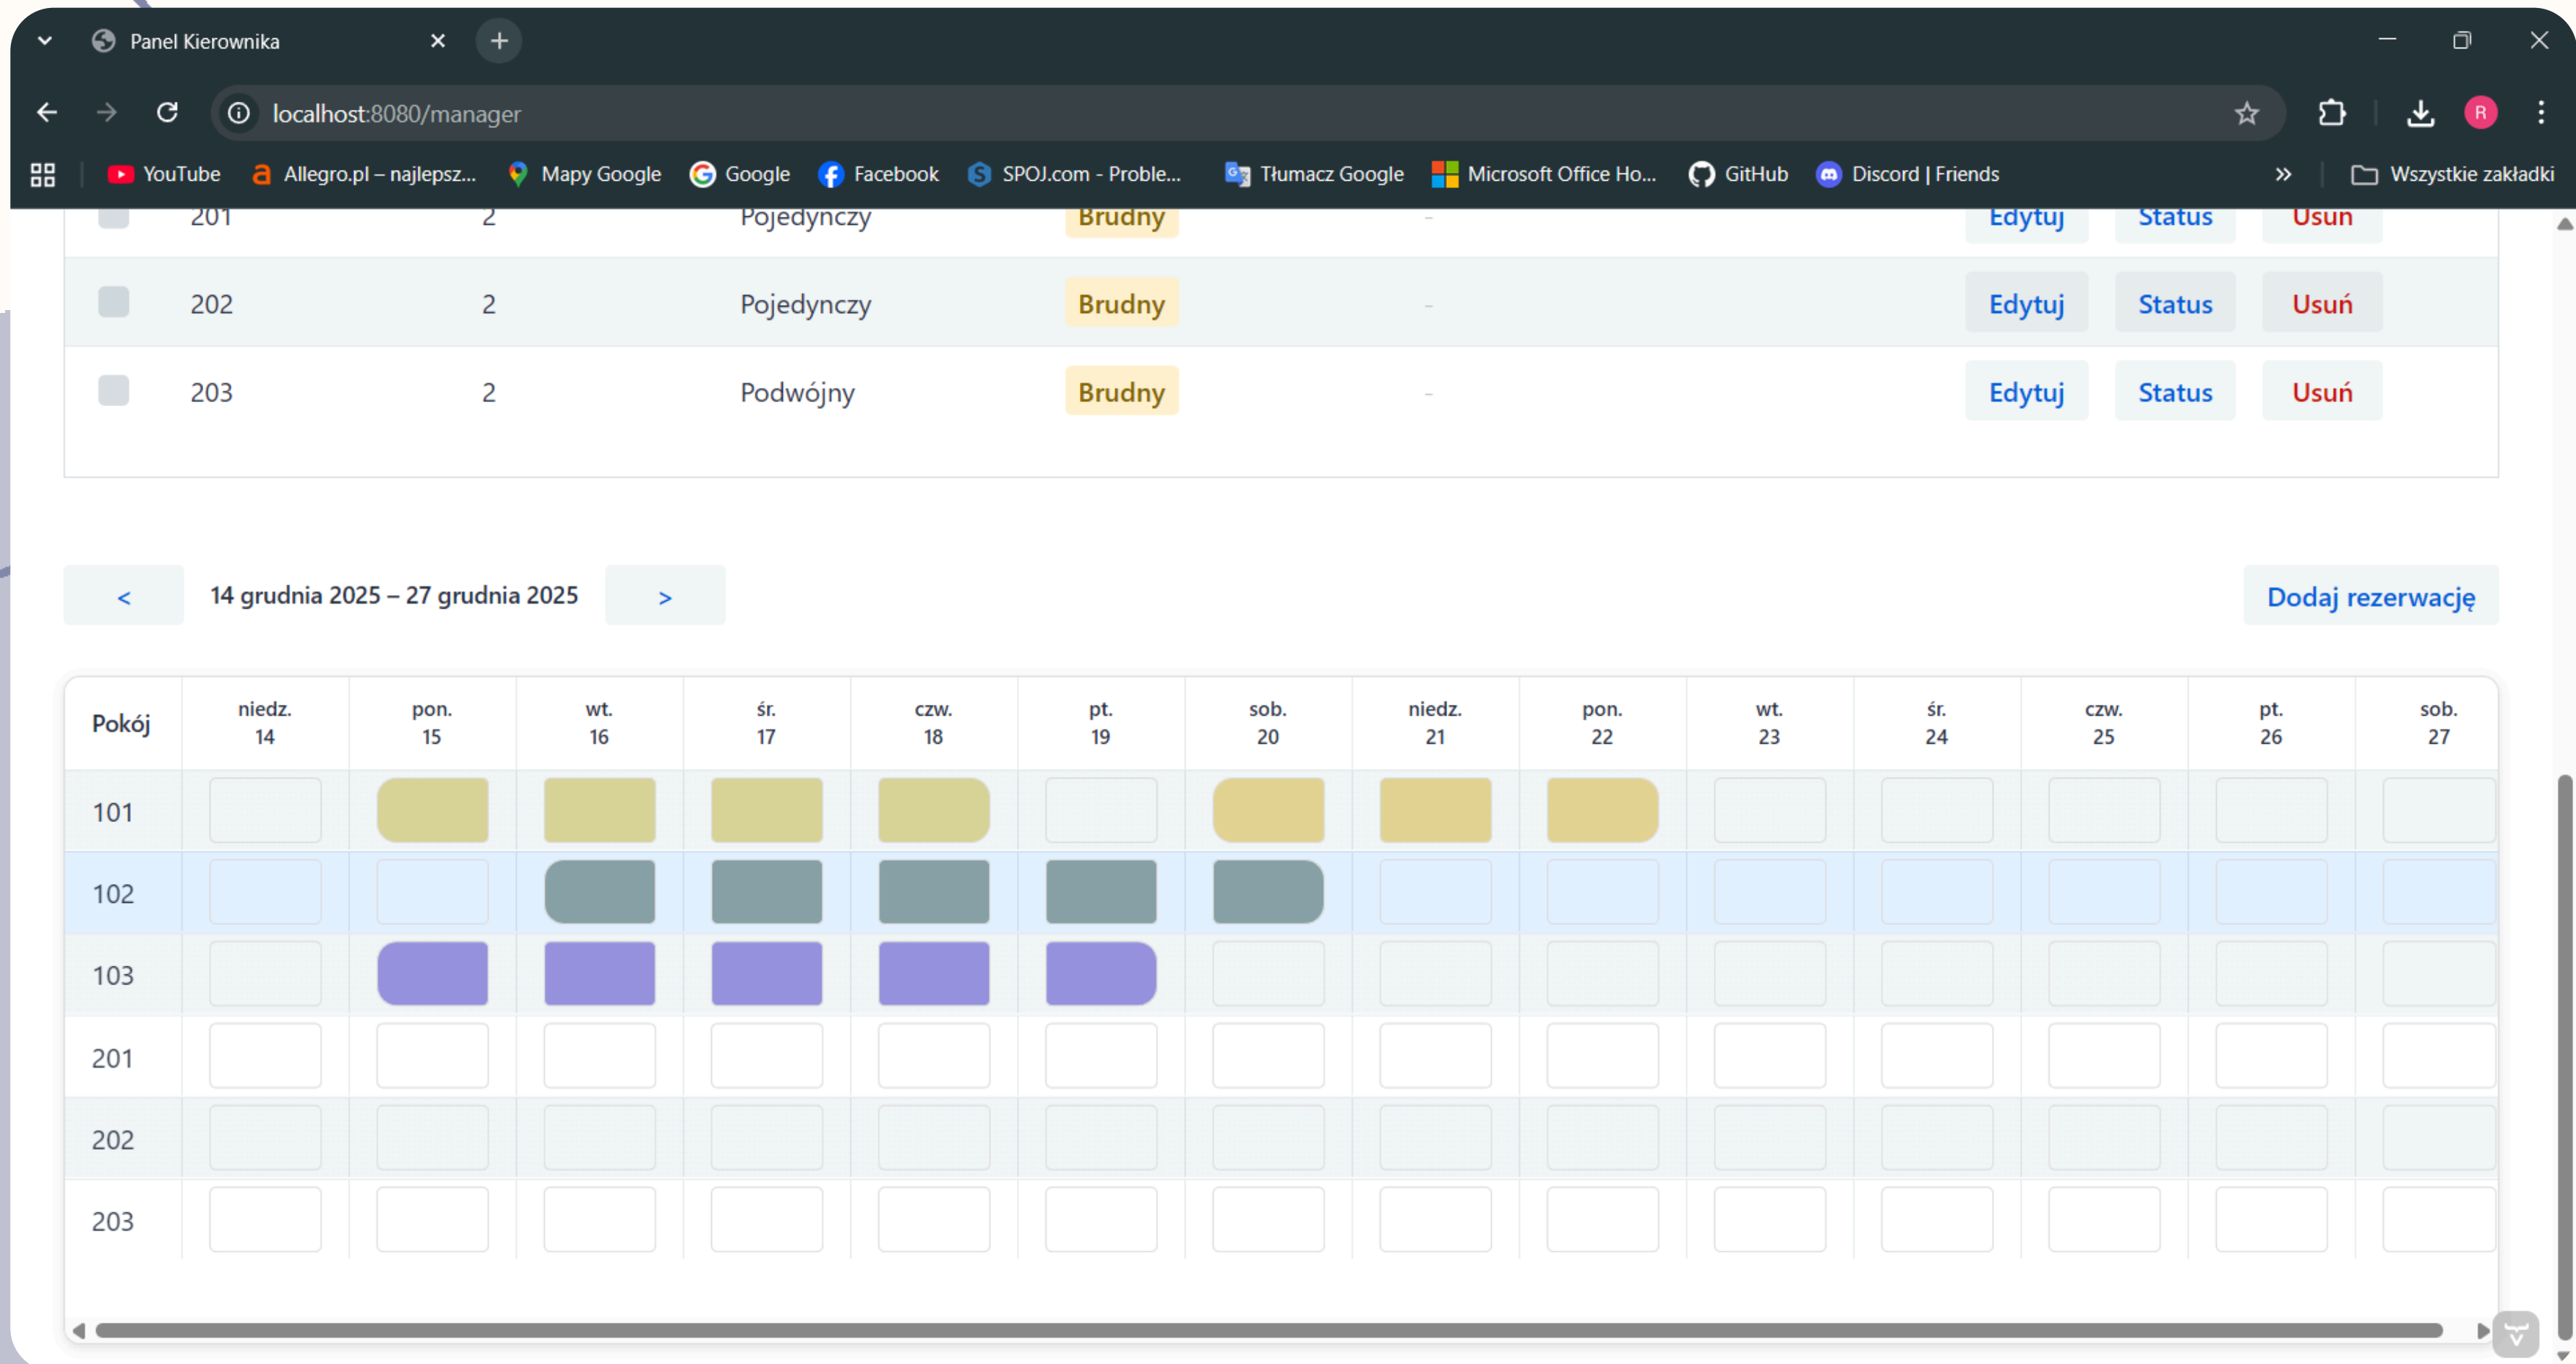 Panel Kierownika
localhost:8080/manager
R
YouTube Allegro.pl – najlepsz... Mapy Google Google Facebook SPOJ.com - Proble... Tłumacz Google Microsoft Office Ho... GitHub Discord | Friends » Wszystkie zakładki
201 2 Pojedynczy Brudny - Edytuj Status Usuń
202 2 Pojedynczy Brudny - Edytuj Status Usuń
203 2 Podwójny Brudny - Edytuj Status Usuń
< 14 grudnia 2025 – 27 grudnia 2025 > Dodaj rezerwację
Pokój niedz. pon. wt. śr. czw. pt. sob. niedz. pon. wt. śr. czw. pt. sob.
14 15 16 17 18 19 20 21 22 23 24 25 26 27
101
102
103
201
202
203